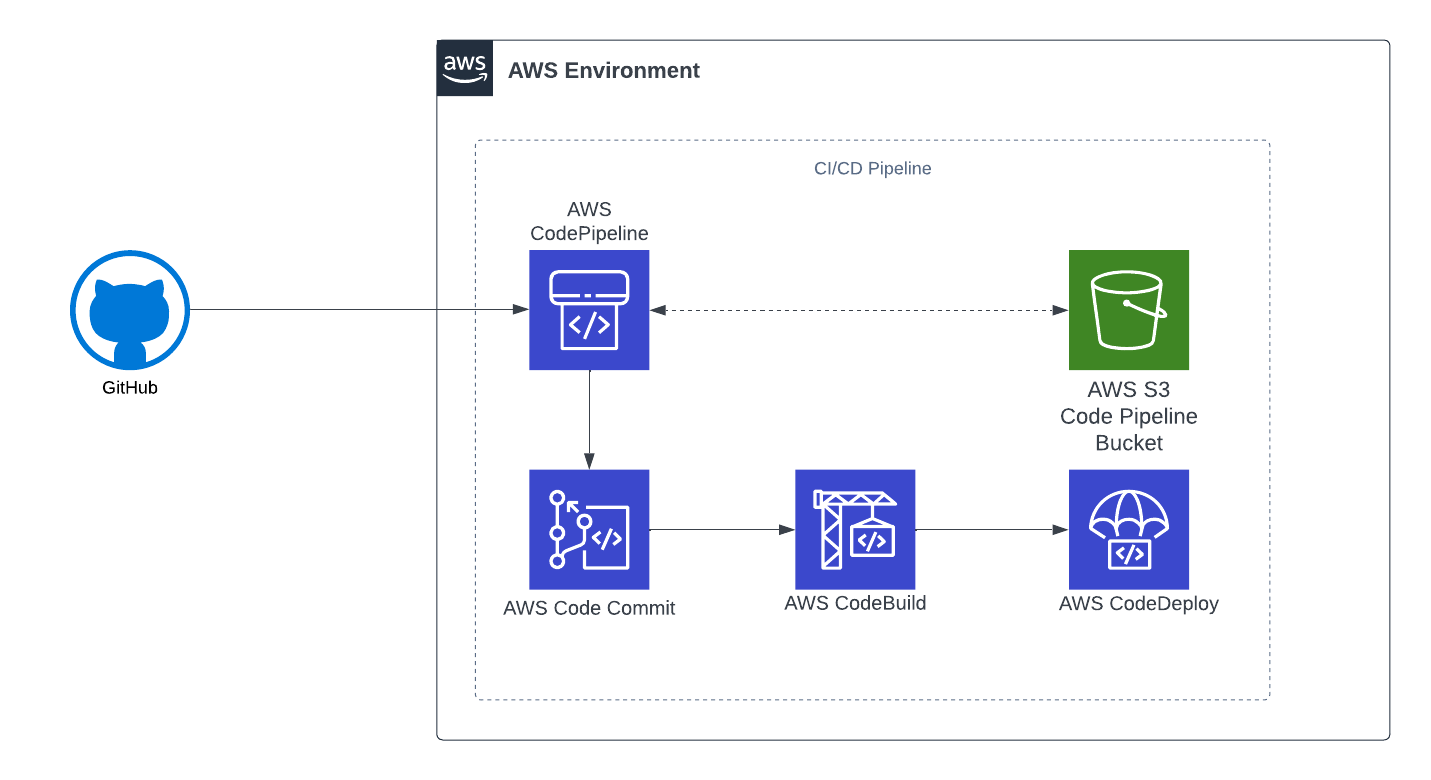 aws
AWS Environment
CI/CD Pipeline
AWS
CodePipeline
GitHub
AWS S3
Code Pipeline
Bucket
AWS Code Commit
AWS CodeBuild
AWS CodeDeploy